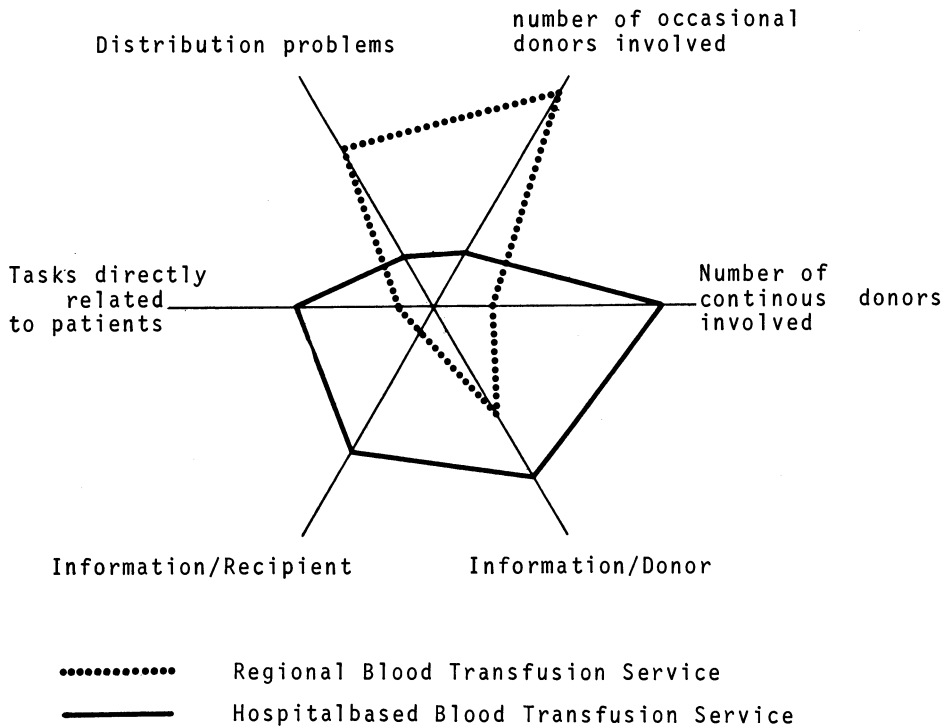 number of occasional
donors involved
Distribution problems
Tasks directly
related
to patients
Number of
continous donors
involved
Information/Recipient
Information/Donor
Regional Blood Transfusion Service
Hospitalbased Blood Transfusion Service